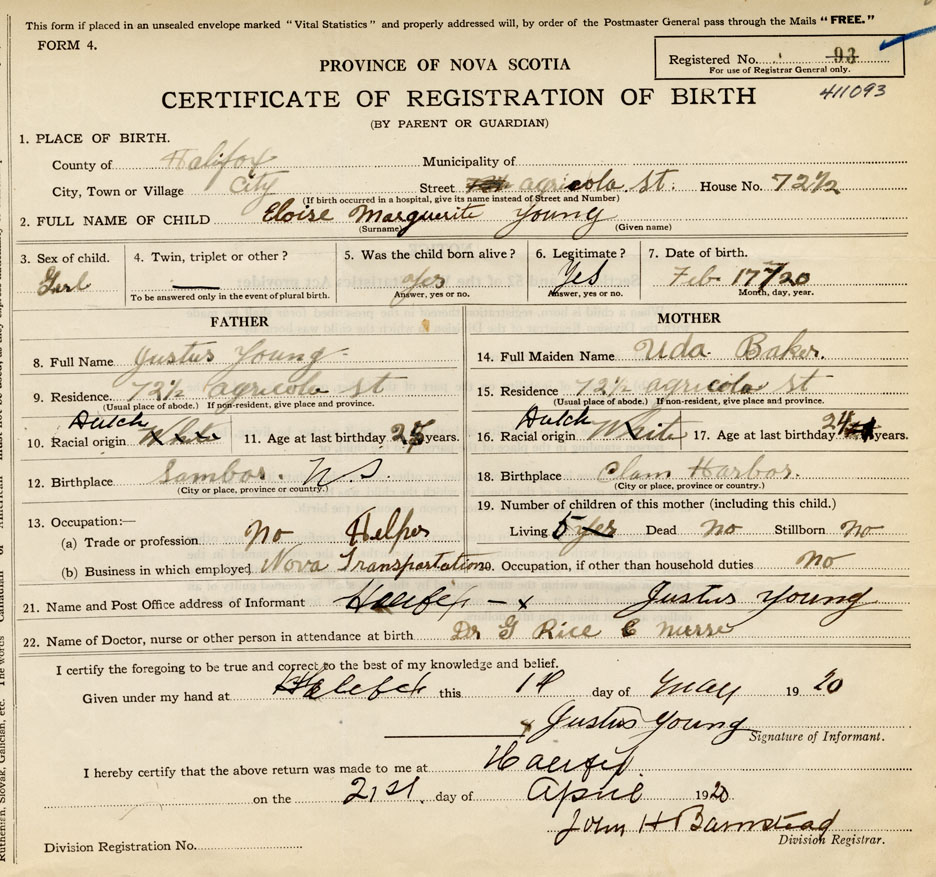 This form if placed in an unsealed envelope marked "Vital Statistics" and properly addressed will, by order of the Postmaster General pass through the Mails "FREE."
FORM 4.
Registered No. 93
For use of Registrar General only.
PROVINCE OF NOVA SCOTIA
411093
CERTIFICATE OF REGISTRATION OF BIRTH
(BY PARENT OR GUARDIAN)
1. PLACE OF BIRTH.
County of Halifax Municipality of
City, Town or Village City Street agricola St. House No. 72½
(If birth occurred in a hospital, give its name instead of Street and Number)
2. FULL NAME OF CHILD Eloise Marguerite Young
(Surname) (Given name)
3. Sex of child. 4. Twin, triplet or other? 5. Was the child born alive? 6. Legitimate? 7. Date of birth.
Girl — yes Yes Feb 17 20
To be answered only in the event of plural birth. Answer, yes or no. Answer, yes or no. Month, day, year.
FATHER MOTHER
8. Full Name Justus Young 14. Full Maiden Name Uda Baker.
9. Residence. 72½ agricola st 15. Residence 72½ agricola st
(Usual place of abode.) If non-resident, give place and province. (Usual place of abode.) If non-resident, give place and province.
Dutch Dutch
10. Racial origin White 11. Age at last birthday 25 years. 16. Racial origin White 17. Age at last birthday 24 years.
12. Birthplace Sambor. N S. 18. Birthplace Clam Harbor.
(City or place, province or country.) (City or place, province or country.)
13. Occupation:— 19. Number of children of this mother (including this child.)
(a) Trade or profession. No Helper Living 5 yes Dead No Stillborn No
(b) Business in which employed Nova Transportation 20. Occupation, if other than household duties no
21. Name and Post Office address of Informant Justus Young
22. Name of Doctor, nurse or other person in attendance at birth Dr G Rice & nurse
I certify the foregoing to be true and correct to the best of my knowledge and belief.
Given under my hand at this day of May 1920
Justus Young
Signature of Informant.
I hereby certify that the above return was made to me at
on the 21st day of April 1920
John H Barnstead
Division Registrar.
Division Registration No.